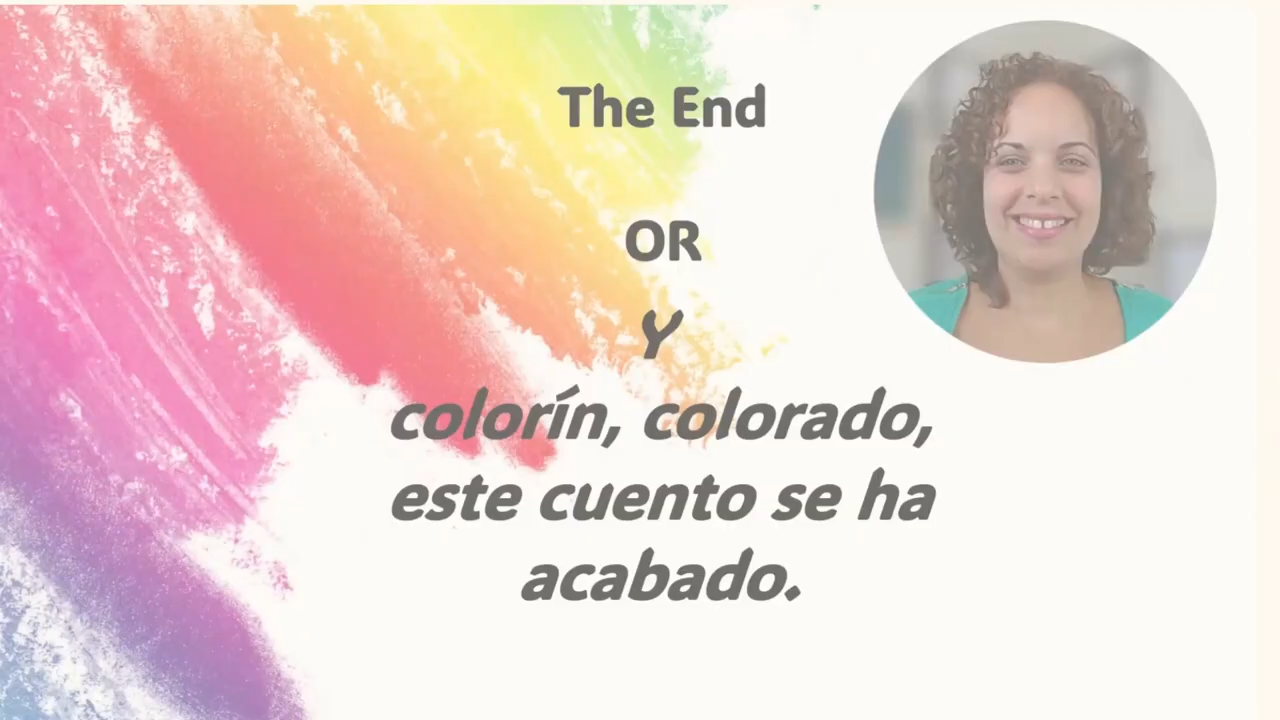 The End
OR
Y
colorín, colorado,
este cuento se ha
acabado.